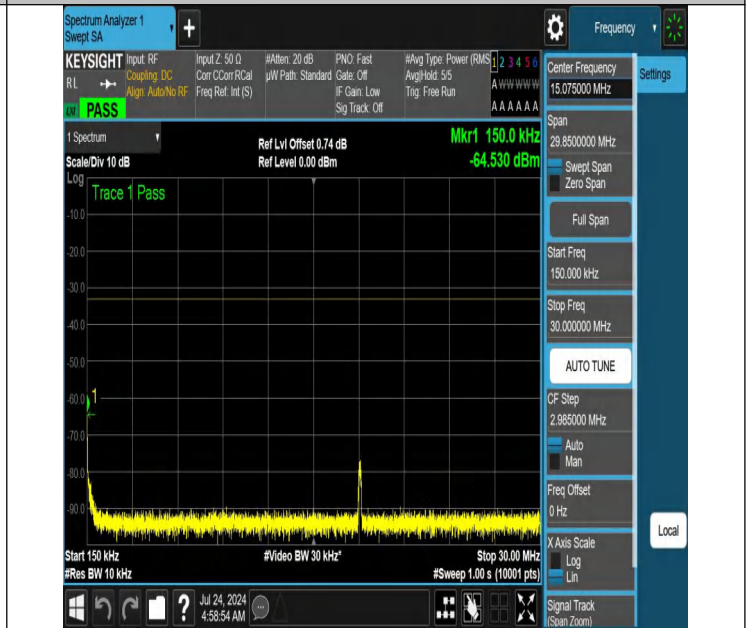 Spectrum Analyzer 1
Swept SA
+
Frequency
KEYSIGHT
RL
PASS
Input: RF
Coupling: DC
Align: Auto/No RF
Input Z: 50 Ω
Corr CCorr RCal
Freq Ref: Int (S)
#Atten: 20 dB
µW Path: Standard
PNO: Fast
Gate: Off
IF Gain: Low
Sig Track: Off
#Avg Type: Power (RMS
Avg|Hold: 5/5
Trig: Free Run
1 2 3 4 5 6
A W W W W W
A A A A A A
Center Frequency
15.075000 MHz
Settings
1 Spectrum
Scale/Div 10 dB
Ref Lvl Offset 0.74 dB
Ref Level 0.00 dBm
Mkr1 150.0 kHz
-64.530 dBm
Log
Trace 1 Pass
-10.0
-20.0
-30.0
-40.0
-50.0
-60.0
-70.0
-80.0
-90.0
1
Start 150 kHz
#Res BW 10 kHz
#Video BW 30 kHz*
Stop 30.00 MHz
#Sweep 1.00 s (10001 pts)
Span
29.8500000 MHz
Swept Span
Zero Span
Full Span
Start Freq
150.000 kHz
Stop Freq
30.000000 MHz
AUTO TUNE
CF Step
2.985000 MHz
Auto
Man
Freq Offset
0 Hz
X Axis Scale
Log
Lin
Local
Signal Track
(Span Zoom)
?
Jul 24, 2024
4:58:54 AM